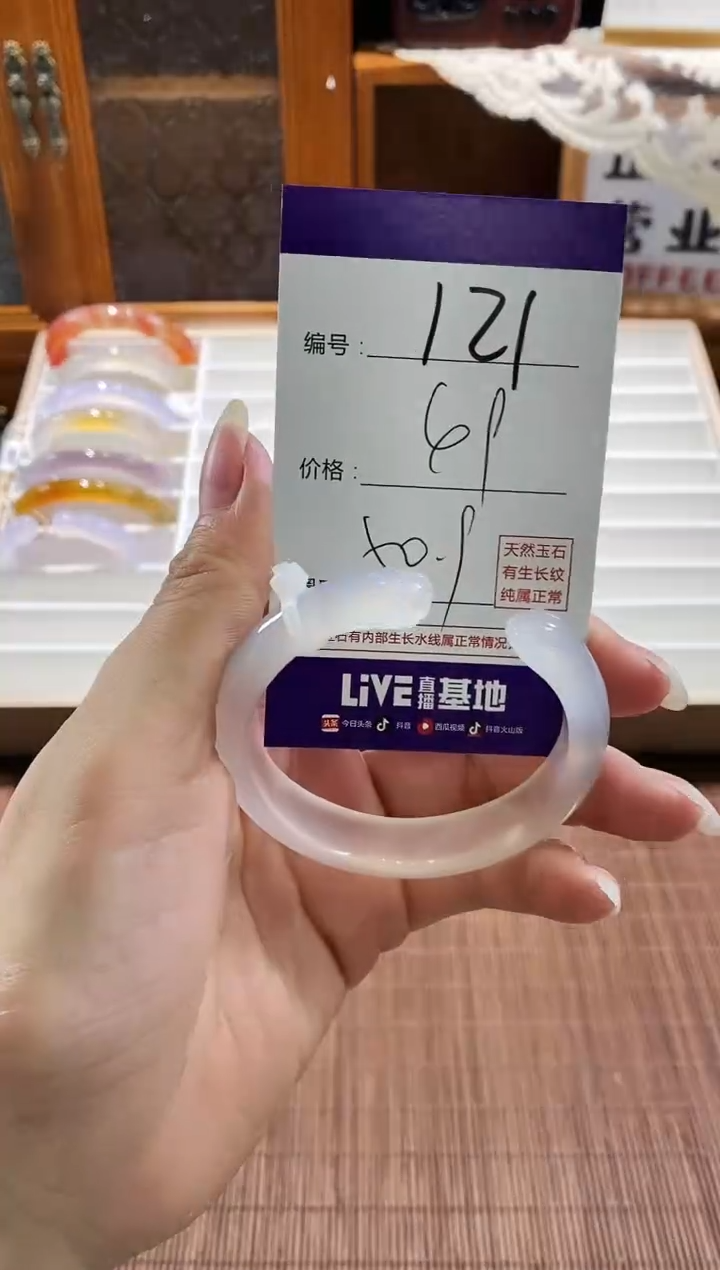 编号：121
价格：
天然玉石
有生长纹
纯属正常
石有内部生长水线属正常情况
LiVE直播基地
头条 今日头条 抖音 西瓜视频 抖音火山版
营业